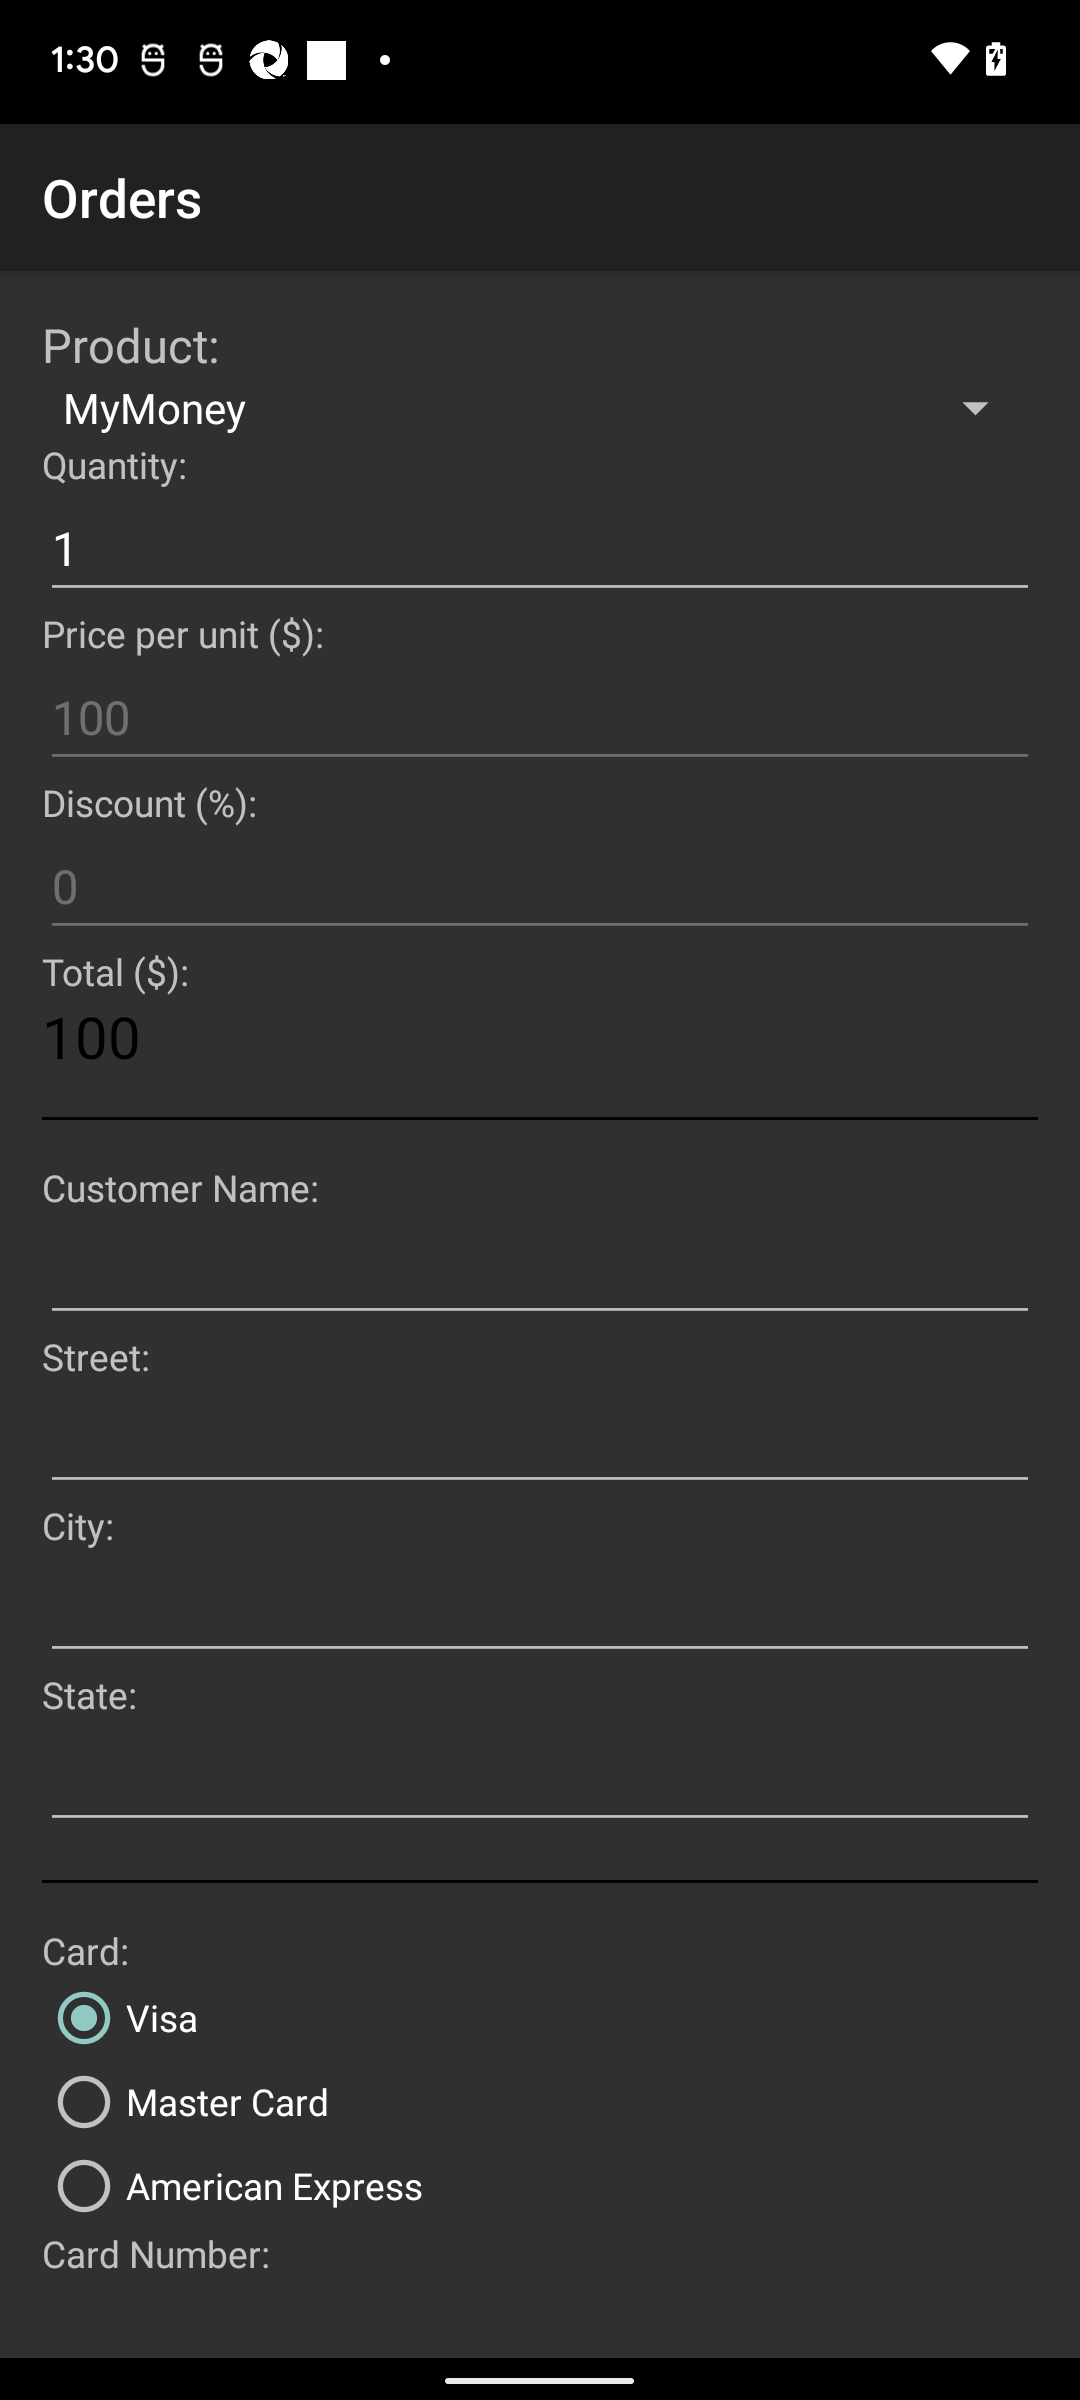 1:30
Orders
Product:
MyMoney
Quantity:
1
Price per unit ($):
100
Discount (%):
0
Total ($):
100
Customer Name:
Street:
City:
State:
Card:
Visa
Master Card
American Express
Card Number: